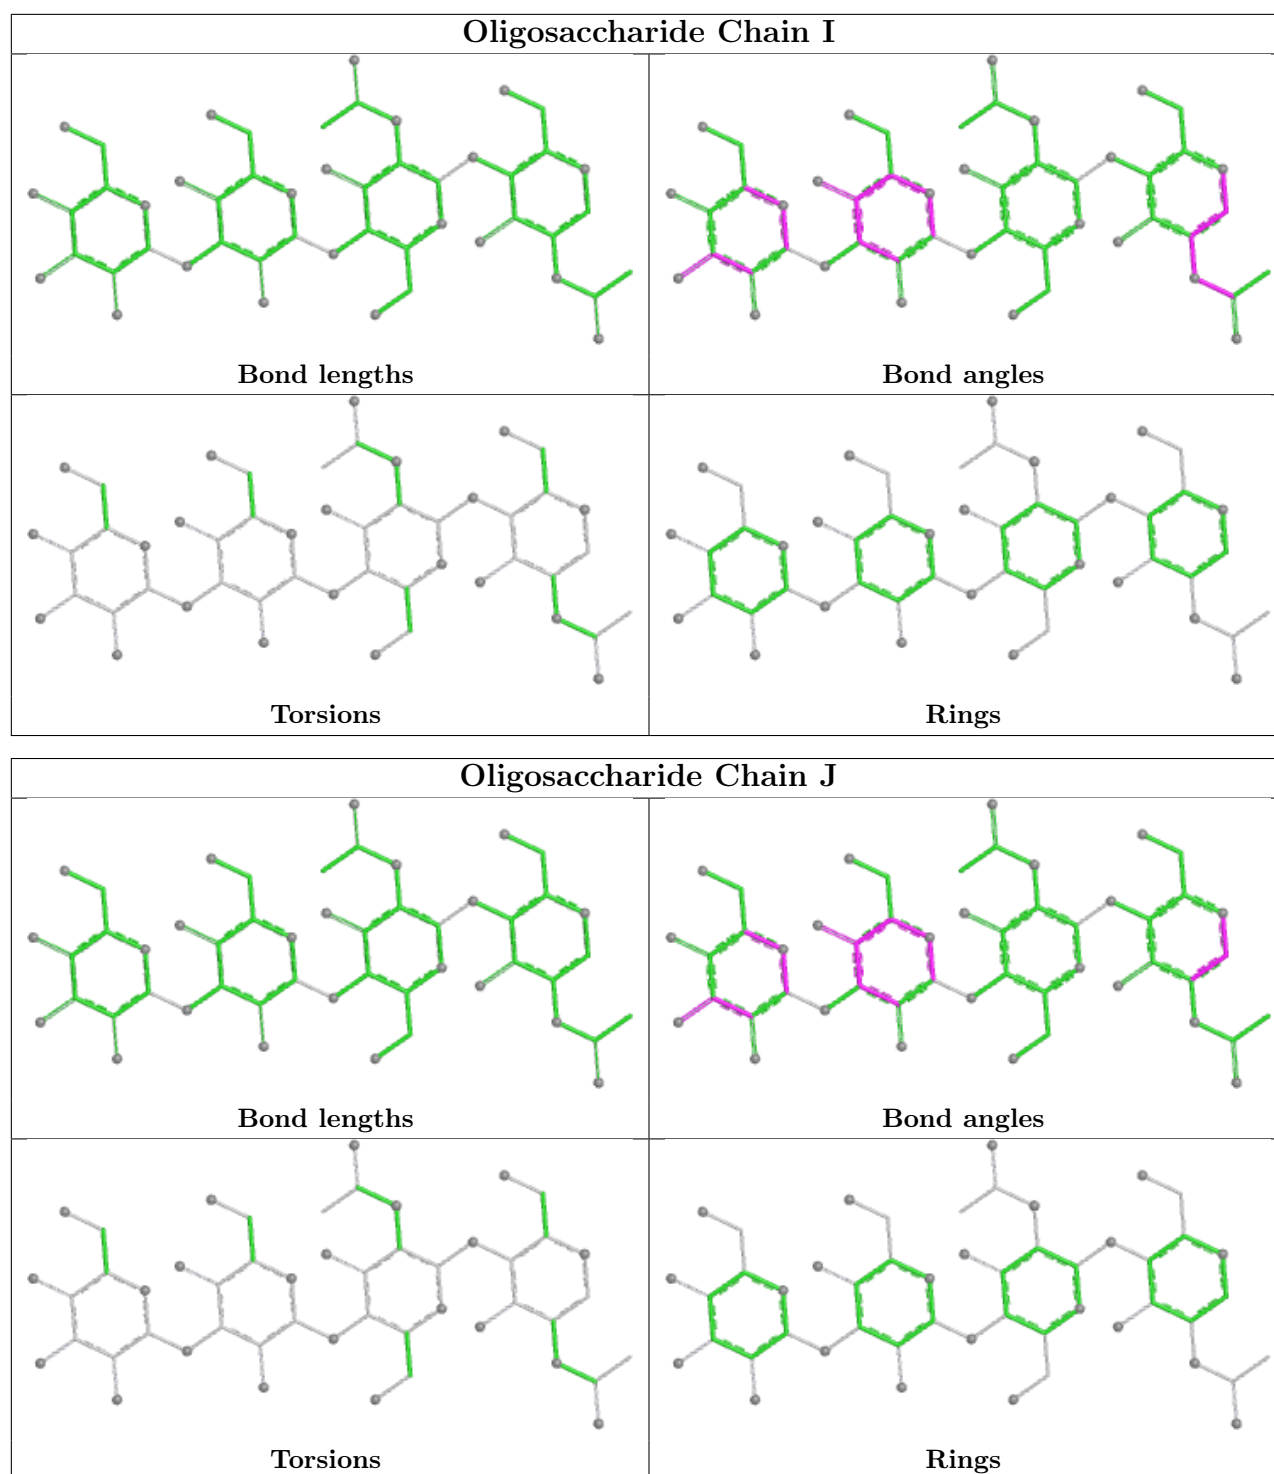 Oligosaccharide Chain I
Bond lengths
Bond angles
Torsions
Rings
Oligosaccharide Chain J
Bond lengths
Bond angles
Torsions
Rings